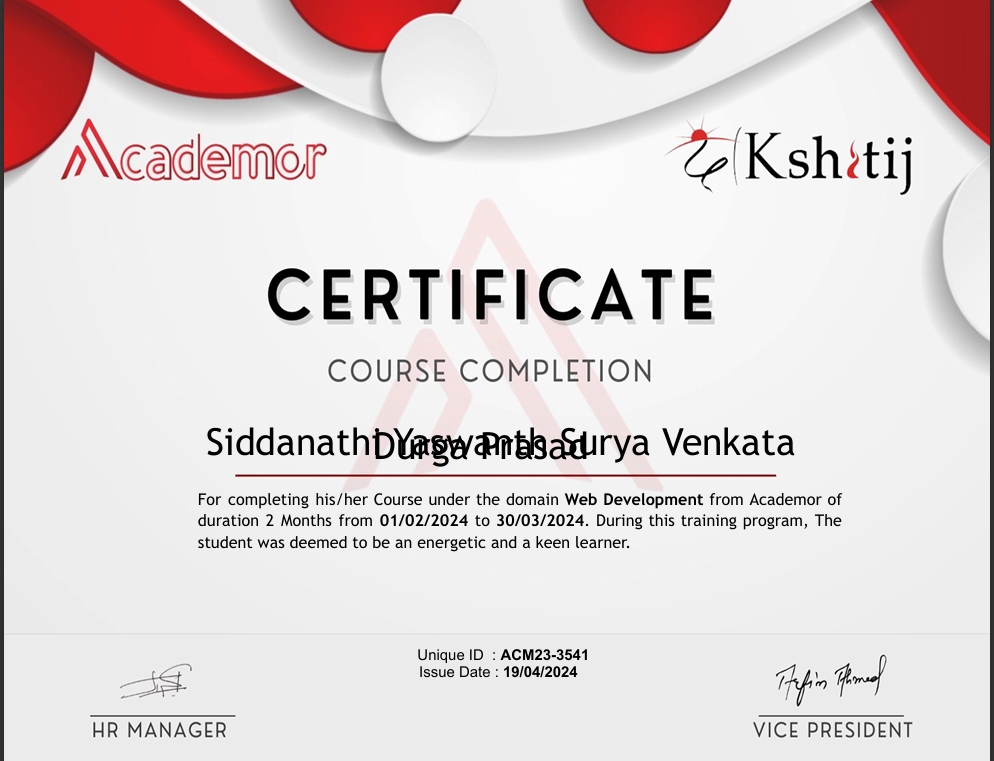 Academor
Kshitij
CERTIFICATE
COURSE COMPLETION
Siddanathi Yaswanth Surya Venkata
Durga Prasad
For completing his/her Course under the domain Web Development from Academor of
duration 2 Months from 01/02/2024 to 30/03/2024. During this training program, The
student was deemed to be an energetic and a keen learner.
Unique ID : ACM23-3541
Issue Date : 19/04/2024
HR MANAGER
VICE PRESIDENT